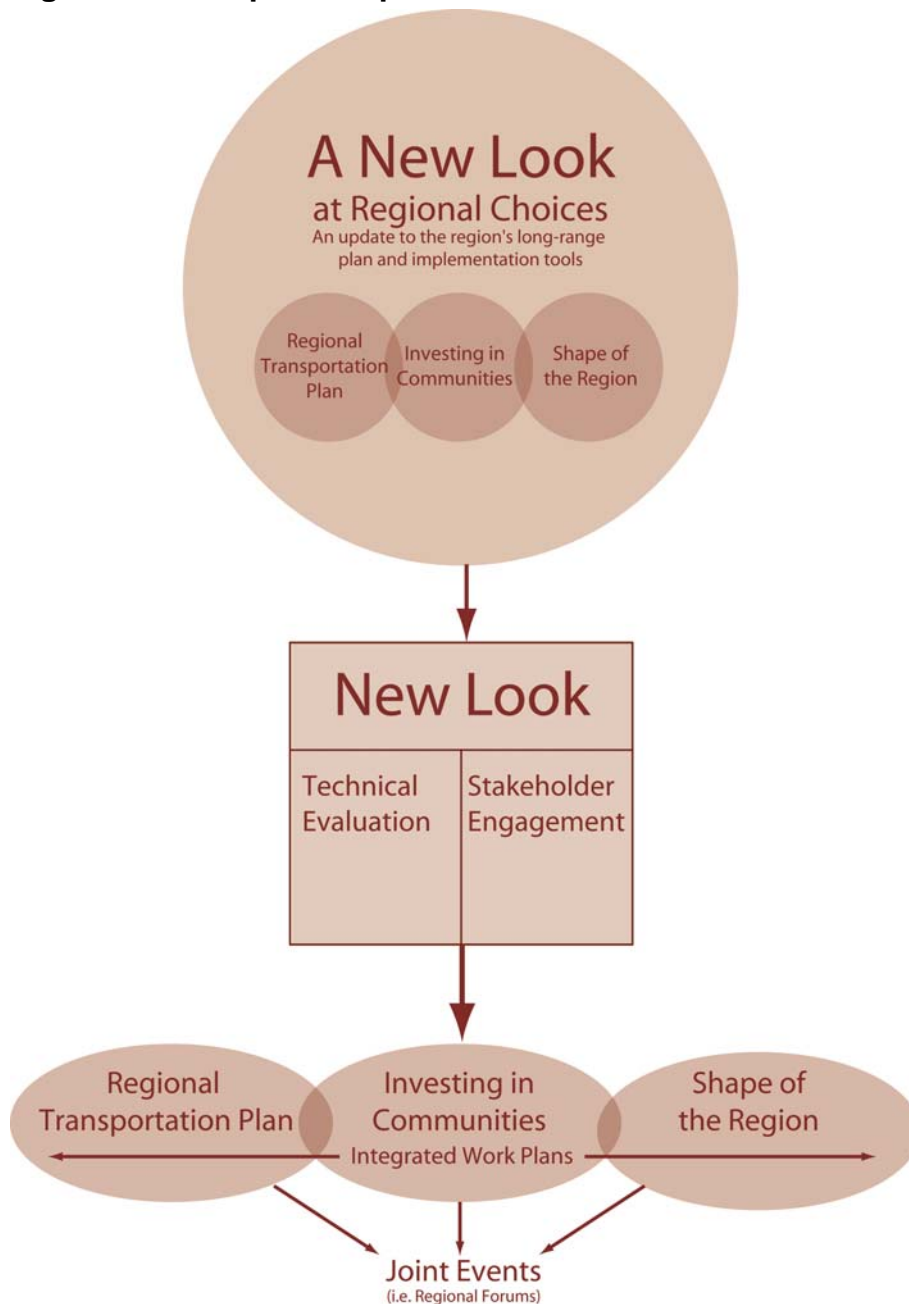 A New Look
at Regional Choices
An update to the region's long-range
plan and implementation tools
Regional
Transportation
Plan
Investing in
Communities
Shape of
the Region
New Look
Technical
Evaluation
Stakeholder
Engagement
Regional
Transportation Plan
Investing in
Communities
Integrated Work Plans
Shape of
the Region
Joint Events
(i.e. Regional Forums)